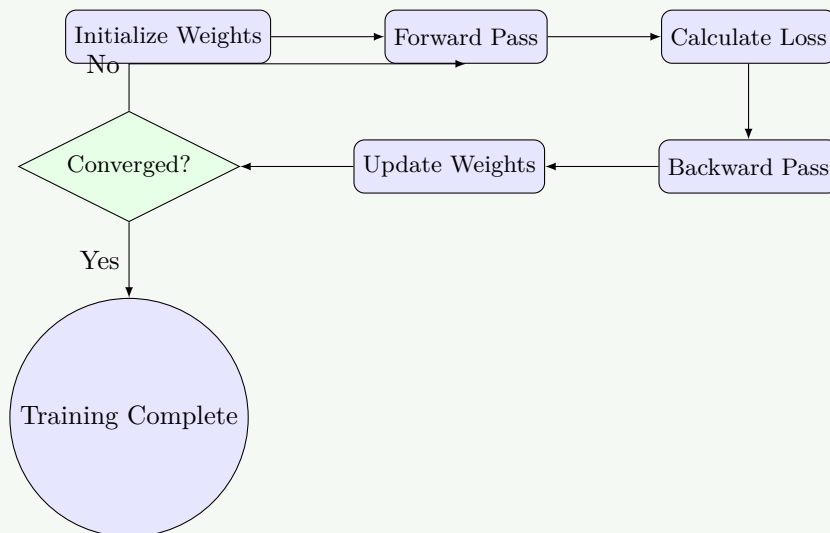 Initialize Weights
Forward Pass
Calculate Loss
No
Converged?
Update Weights
Backward Pass
Yes
Training Complete